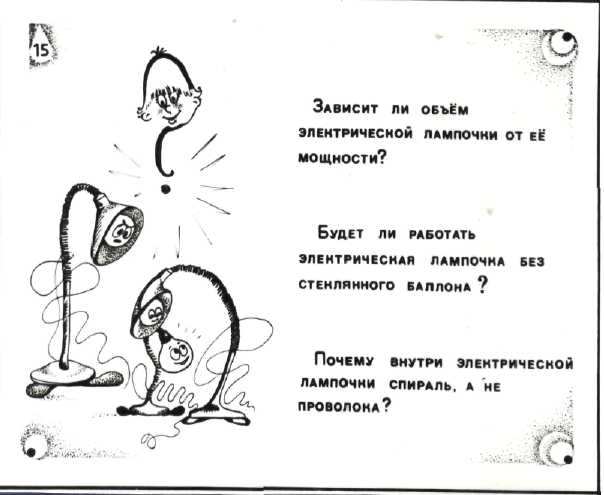 15
Зависит ли объём
электрической лампочки от её
мощности?
Будет ли работать
электрическая лампочка без
стеклянного баллона?
Почему внутри электрической
лампочки спираль, а не
проволока?